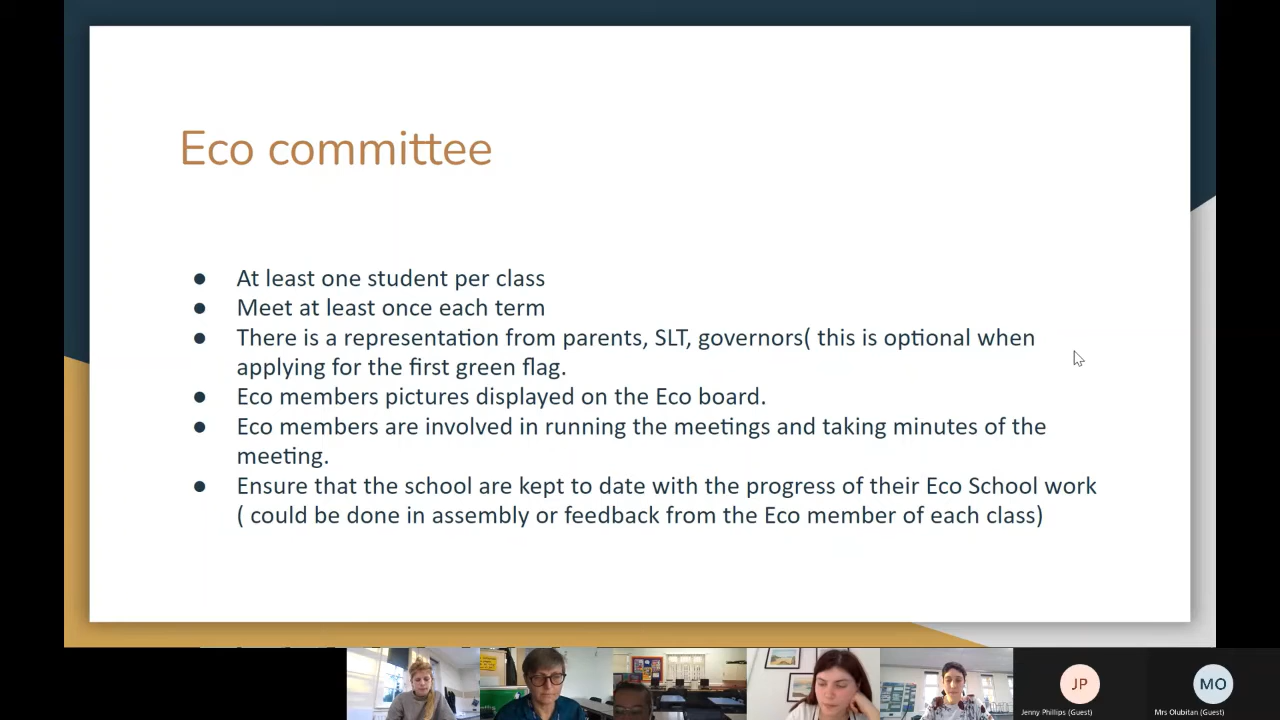 Eco committee
● At least one student per class
● Meet at least once each term
● There is a representation from parents, SLT, governors( this is optional when
applying for the first green flag.
● Eco members pictures displayed on the Eco board.
● Eco members are involved in running the meetings and taking minutes of the
meeting.
● Ensure that the school are kept to date with the progress of their Eco School work
( could be done in assembly or feedback from the Eco member of each class)
JP
MO
Jenny Phillips (Guest)
Mrs Olubitan (Guest)